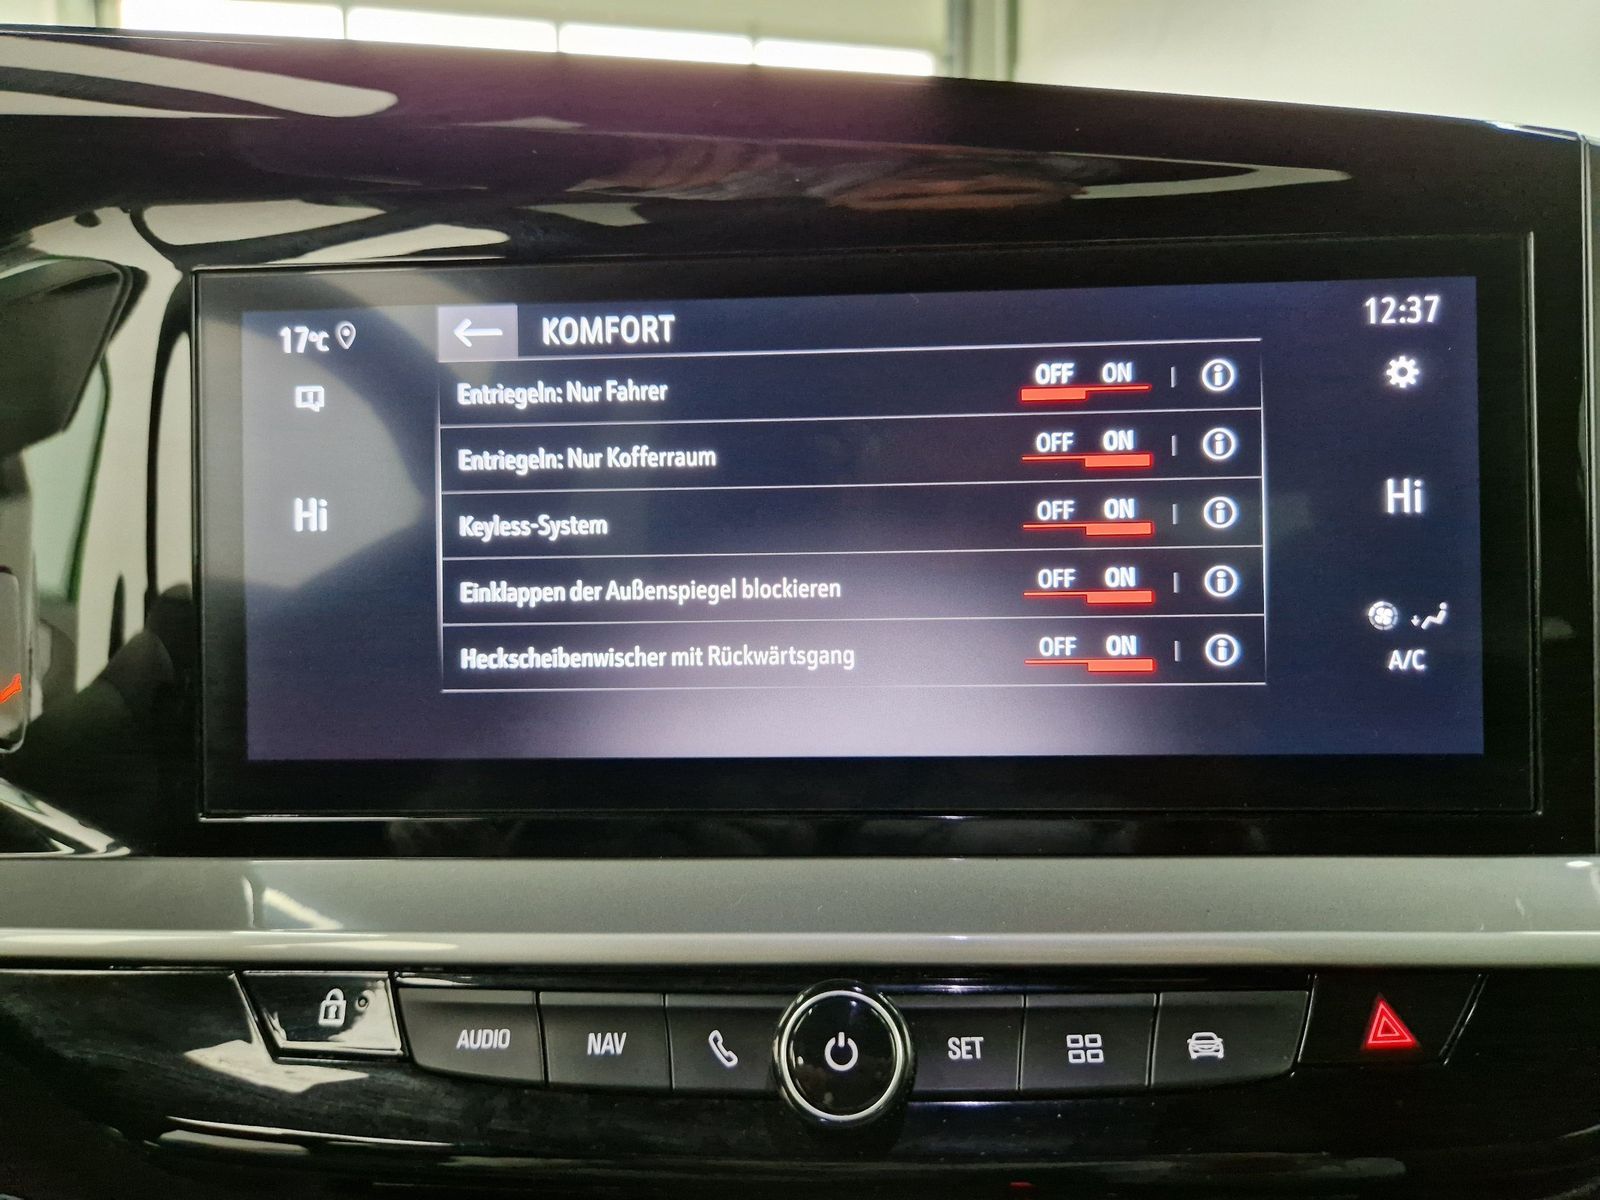 17°C
KOMFORT
12:37
Entriegeln: Nur Fahrer OFF ON
Entriegeln: Nur Kofferraum OFF ON
Keyless-System OFF ON
Einklappen der Außenspiegel blockieren OFF ON
Heckscheibenwischer mit Rückwärtsgang OFF ON
Hi
Hi
A/C
AUDIO
NAV
SET